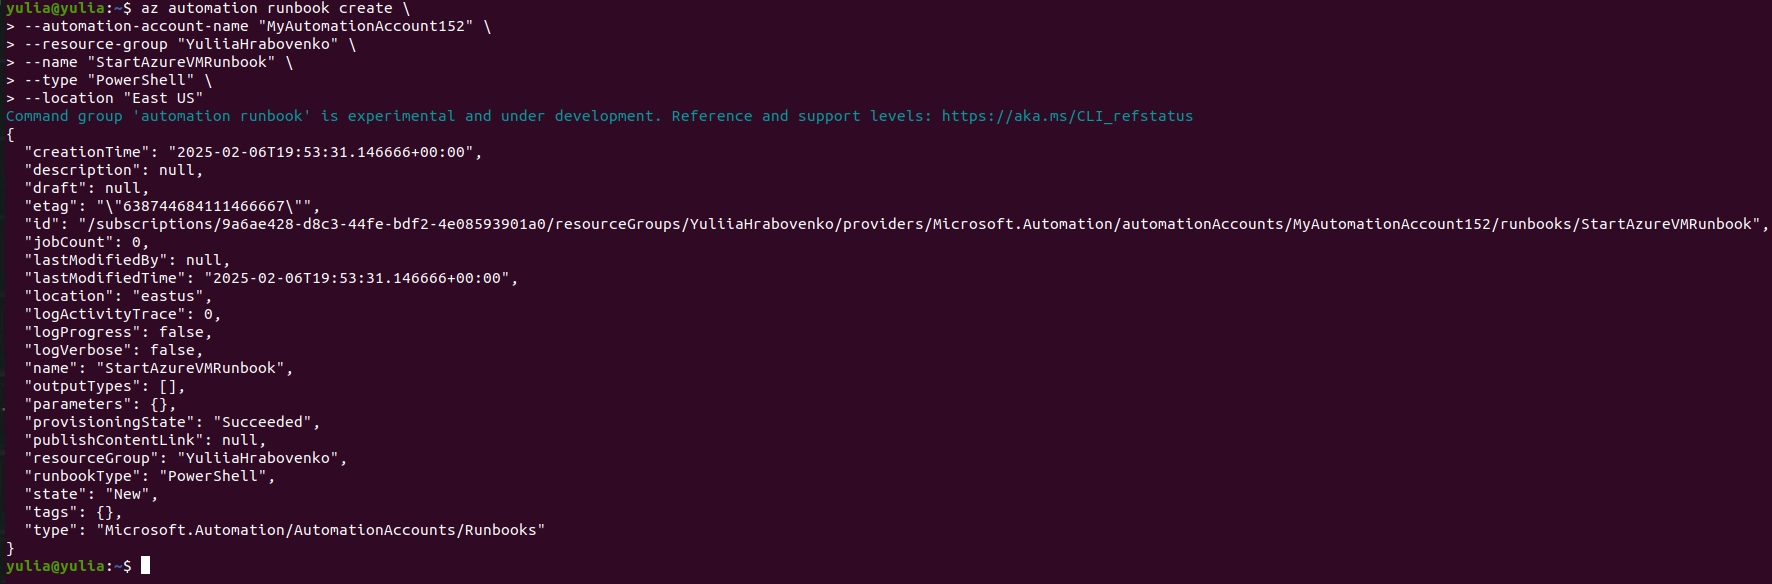 yulia@yulia:~$ az automation runbook create \
> --automation-account-name "MyAutomationAccount152" \
> --resource-group "YuliiaHrabovenko" \
> --name "StartAzureVMRunbook" \
> --type "PowerShell" \
> --location "East US"
Command group 'automation runbook' is experimental and under development. Reference and support levels: https://aka.ms/CLI_refstatus
{
  "creationTime": "2025-02-06T19:53:31.146666+00:00",
  "description": null,
  "draft": null,
  "etag": "\"638744684111466667\"",
  "id": "/subscriptions/9a6ae428-d8c3-44fe-bdf2-4e08593901a0/resourceGroups/YuliiaHrabovenko/providers/Microsoft.Automation/automationAccounts/MyAutomationAccount152/runbooks/StartAzureVMRunbook",
  "jobCount": 0,
  "lastModifiedBy": null,
  "lastModifiedTime": "2025-02-06T19:53:31.146666+00:00",
  "location": "eastus",
  "logActivityTrace": 0,
  "logProgress": false,
  "logVerbose": false,
  "name": "StartAzureVMRunbook",
  "outputTypes": [],
  "parameters": {},
  "provisioningState": "Succeeded",
  "publishContentLink": null,
  "resourceGroup": "YuliiaHrabovenko",
  "runbookType": "PowerShell",
  "state": "New",
  "tags": {},
  "type": "Microsoft.Automation/AutomationAccounts/Runbooks"
}
yulia@yulia:~$